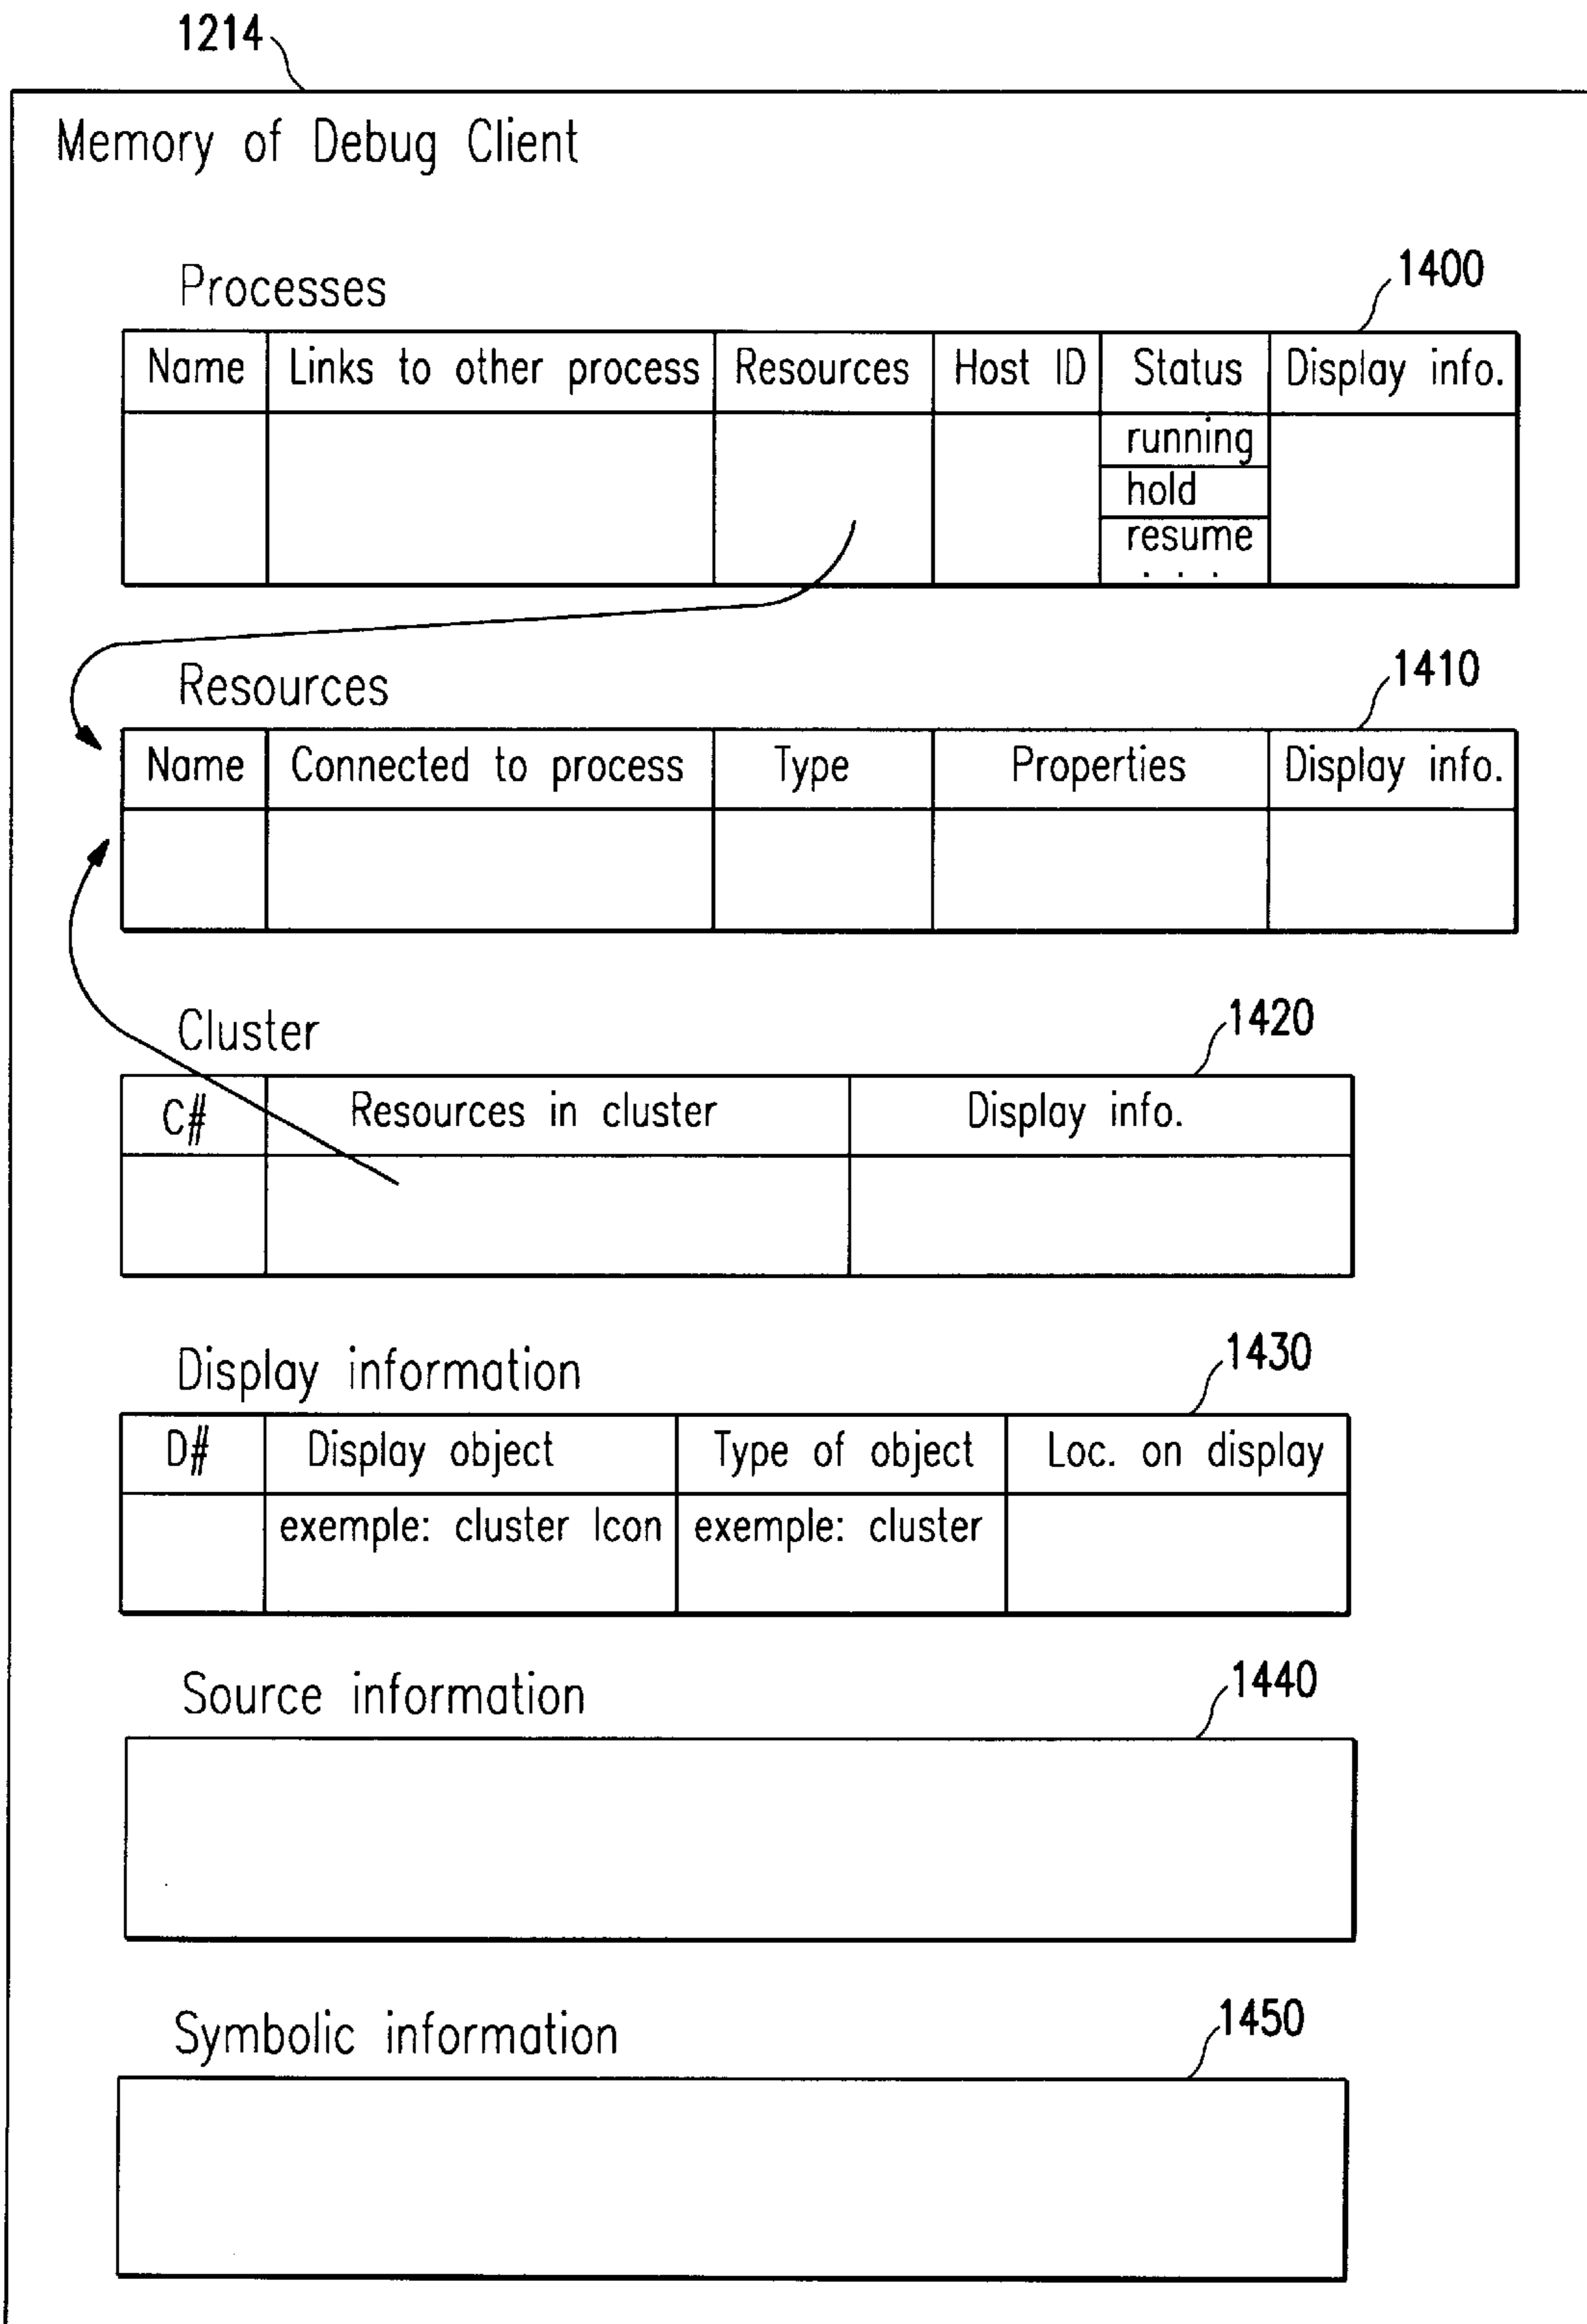 1214
Memory of Debug Client
Processes
1400
Name Links to other process Resources Host ID Status Display info.
running
hold
resume
. . .
Resources
1410
Name Connected to process Type Properties Display info.
Cluster
1420
C# Resources in cluster Display info.
Display information
1430
D# Display object Type of object Loc. on display
exemple: cluster Icon exemple: cluster
Source information
1440
Symbolic information
1450